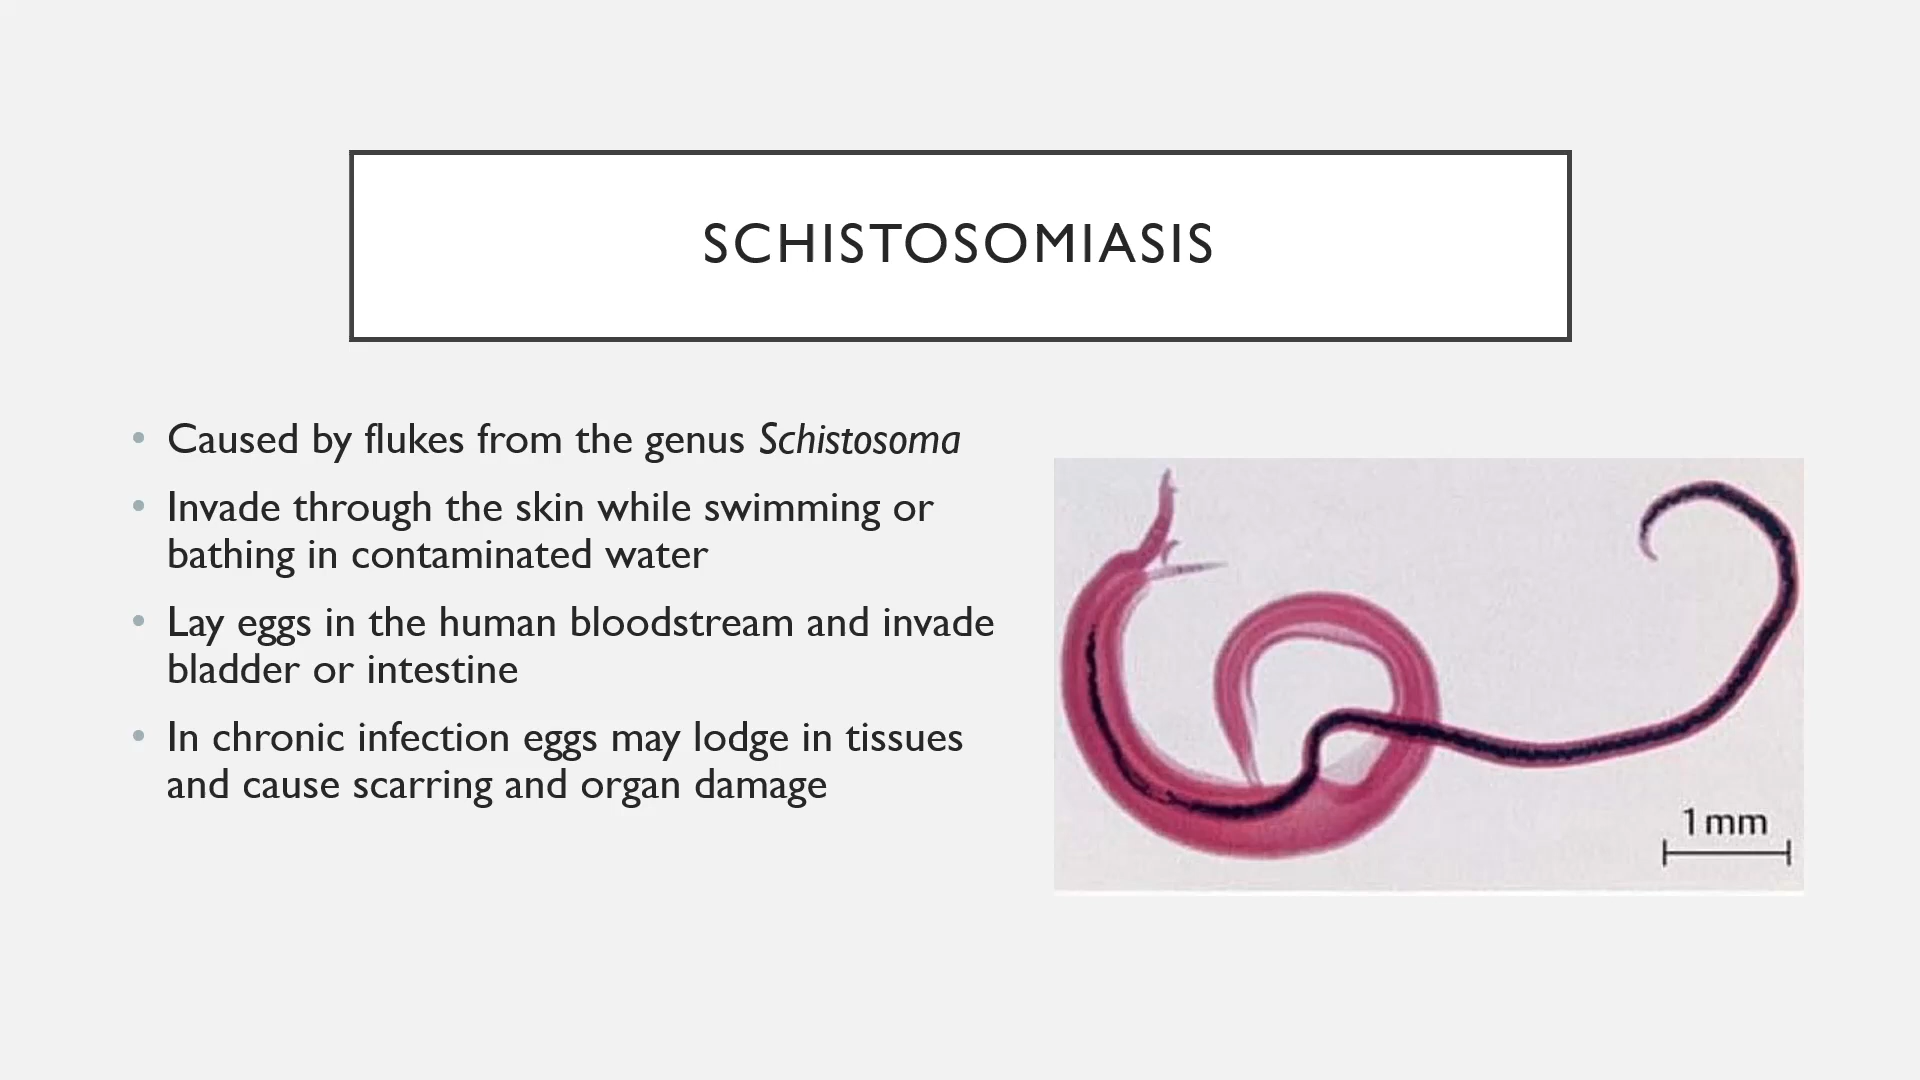 SCHISTOSOMIASIS
• Caused by flukes from the genus Schistosoma
• Invade through the skin while swimming or
bathing in contaminated water
• Lay eggs in the human bloodstream and invade
bladder or intestine
• In chronic infection eggs may lodge in tissues
and cause scarring and organ damage
1 mm